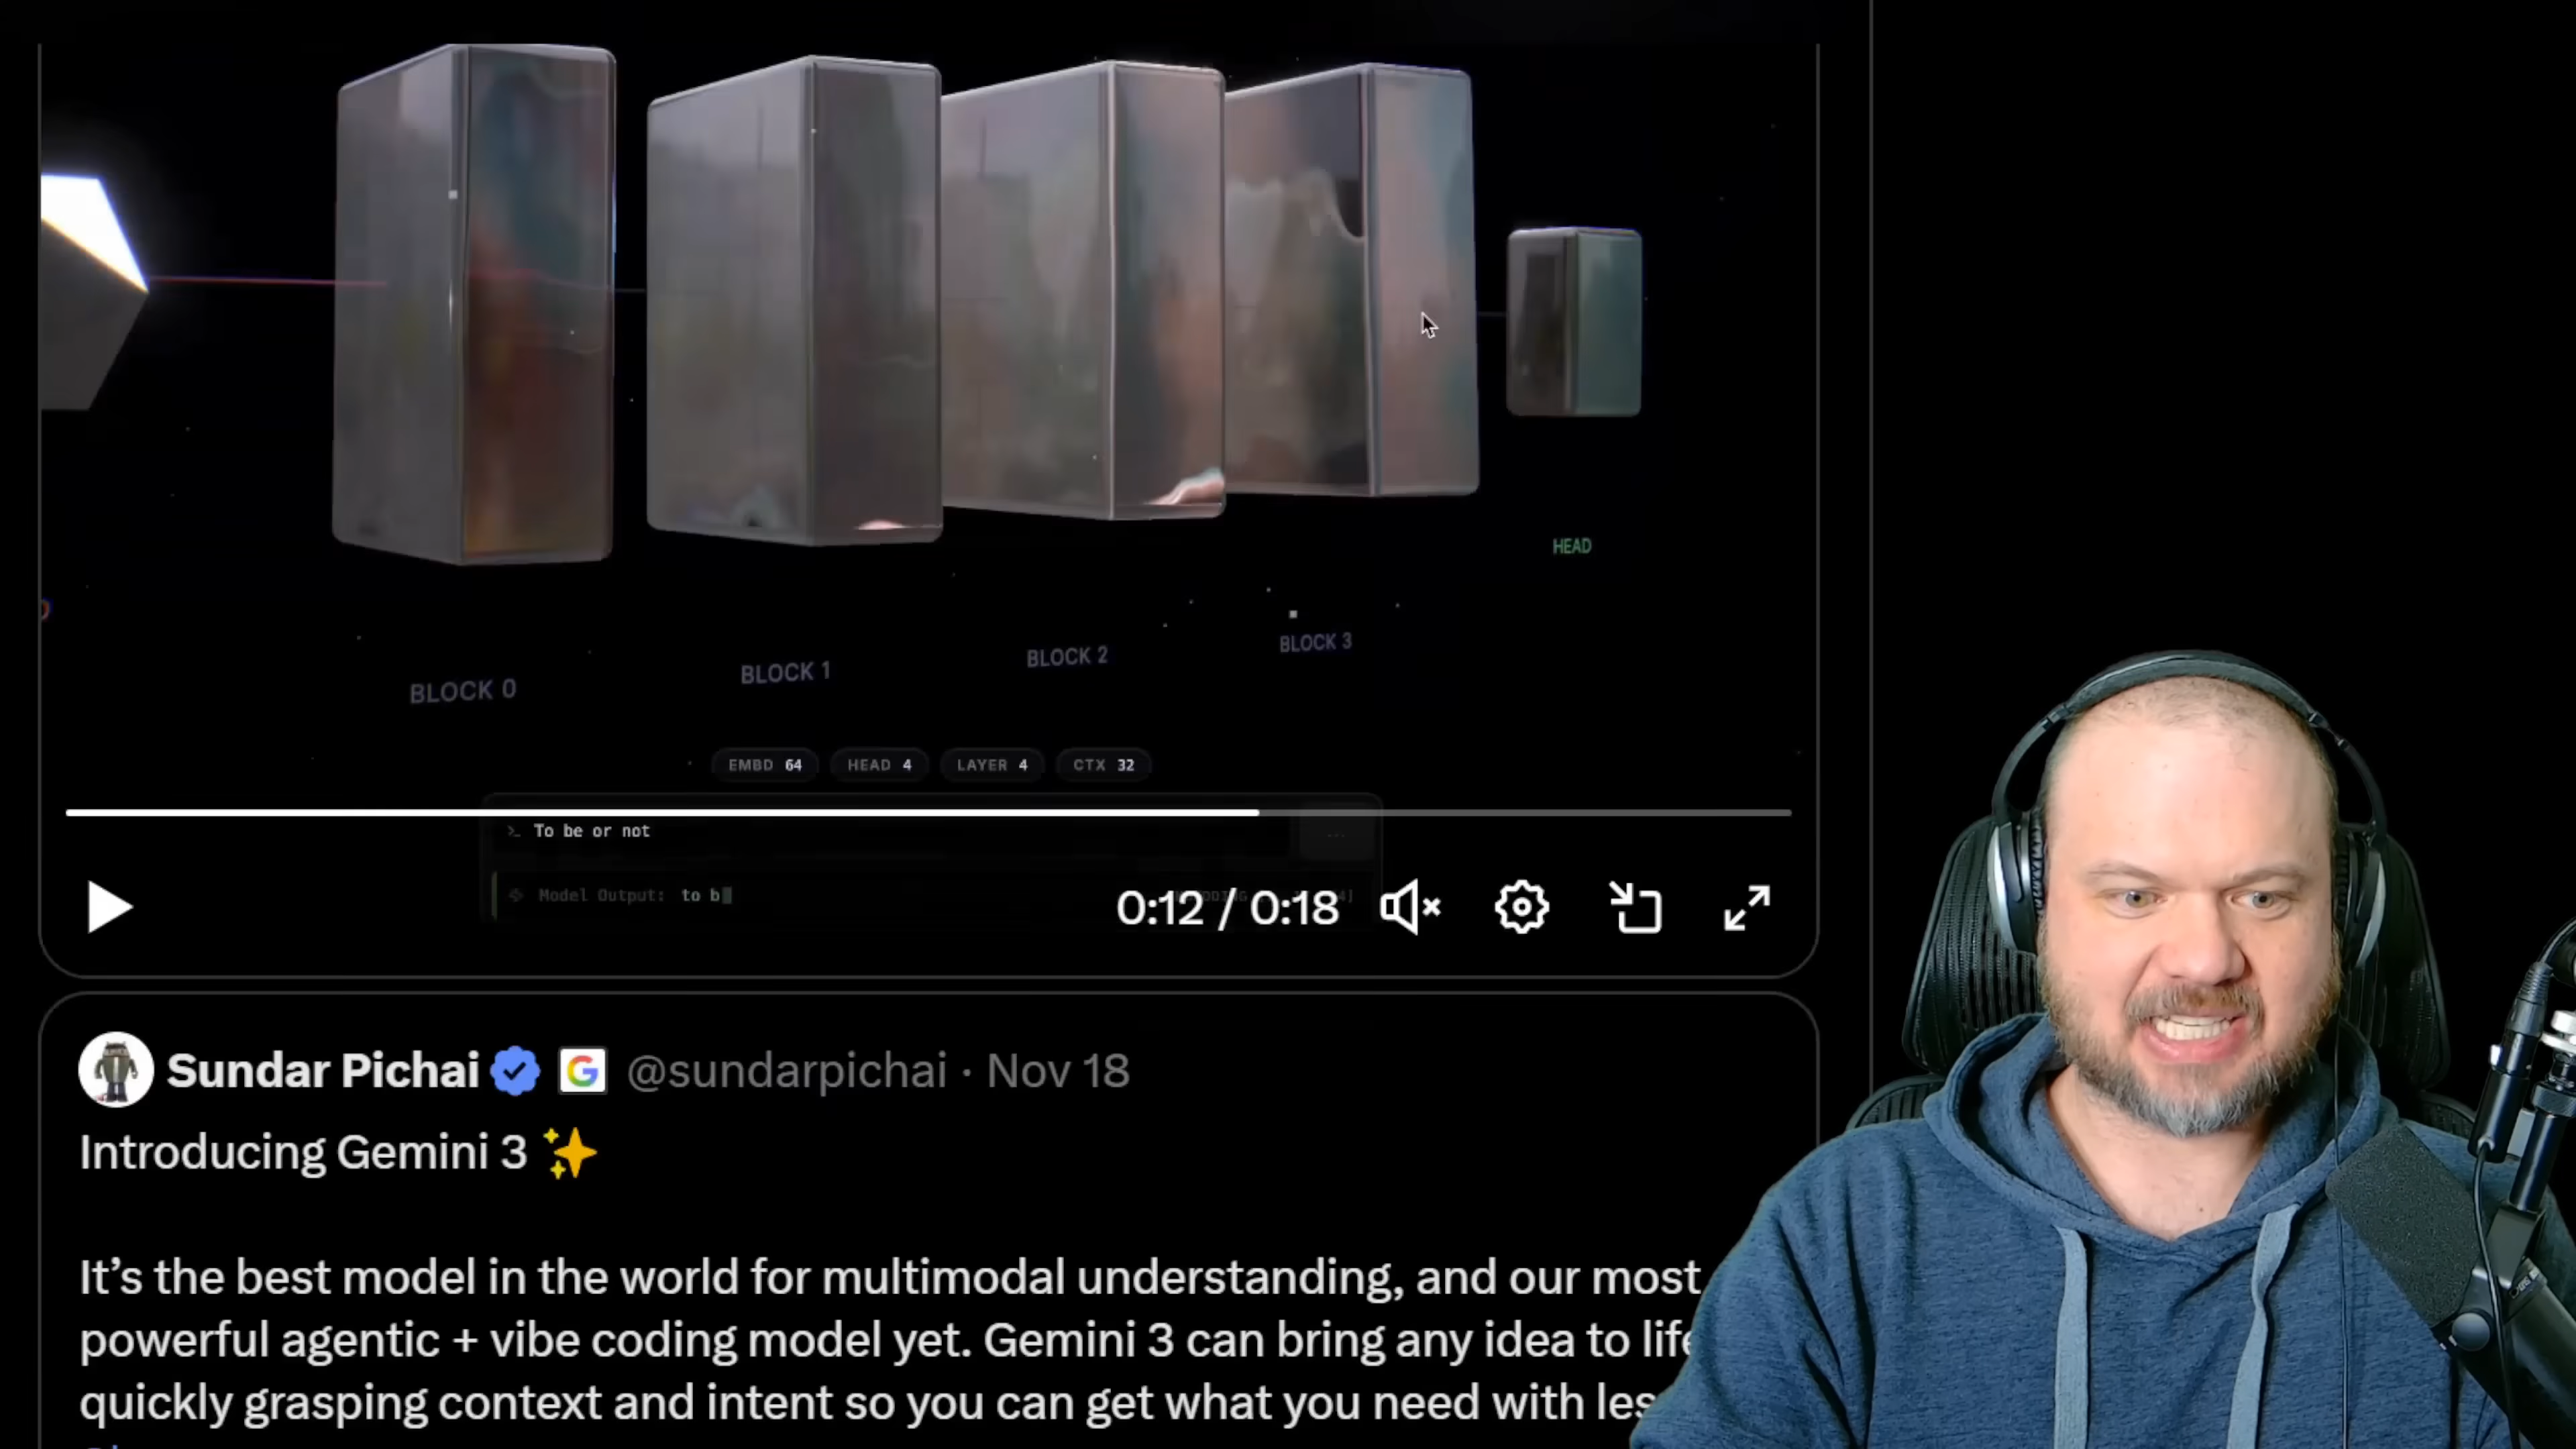 HEAD
BLOCK 0
BLOCK 1
BLOCK 2
BLOCK 3
EMBD 64
HEAD 4
LAYER 4
CTX 32
>_ To be or not
...
Model Output: to b
0:12 / 0:18
Sundar Pichai G @sundarpichai · Nov 18
Introducing Gemini 3 ✨
It's the best model in the world for multimodal understanding, and our most
powerful agentic + vibe coding model yet. Gemini 3 can bring any idea to life
quickly grasping context and intent so you can get what you need with les